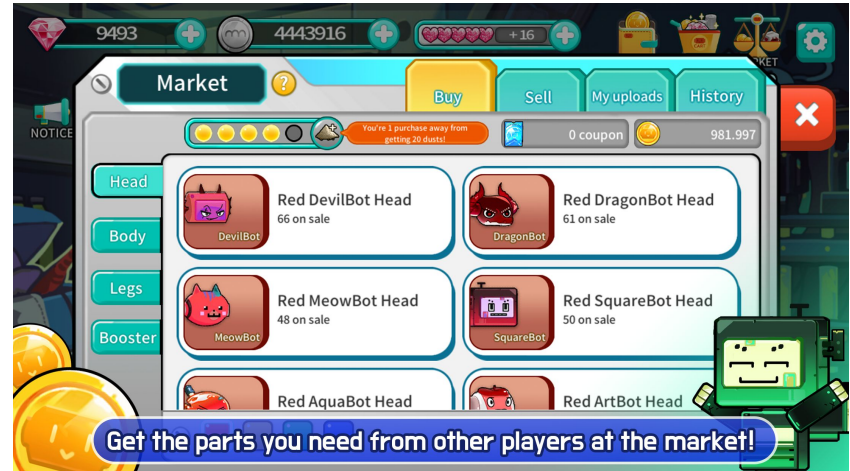 9493
4443916
+16
KET
NOTICE
Market
?
Buy
Sell
My uploads
History
You're 1 purchase away from
getting 20 dusts!
0 coupon
981.997
Head
Body
Legs
Booster
Red DevilBot Head
66 on sale
DevilBot
Red DragonBot Head
61 on sale
DragonBot
Red MeowBot Head
48 on sale
MeowBot
Red SquareBot Head
50 on sale
SquareBot
Red AquaBot Head
Red ArtBot Head
Get the parts you need from other players at the market!